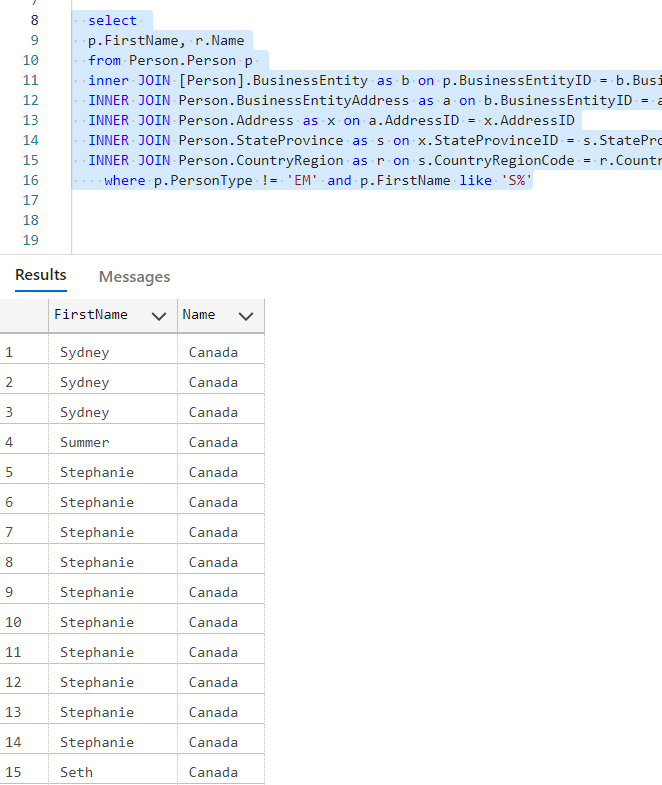 7
8 select
9 p.FirstName, r.Name
10 from Person.Person p
11 inner JOIN [Person].BusinessEntity as b on p.BusinessEntityID = b.Busi
12 INNER JOIN Person.BusinessEntityAddress as a on b.BusinessEntityID = a
13 INNER JOIN Person.Address as x on a.AddressID = x.AddressID
14 INNER JOIN Person.StateProvince as s on x.StateProvinceID = s.StatePro
15 INNER JOIN Person.CountryRegion as r on s.CountryRegionCode = r.Count
16 where p.PersonType != 'EM' and p.FirstName like 'S%'
17
18
19
Results Messages
FirstName Name
1 Sydney Canada
2 Sydney Canada
3 Sydney Canada
4 Summer Canada
5 Stephanie Canada
6 Stephanie Canada
7 Stephanie Canada
8 Stephanie Canada
9 Stephanie Canada
10 Stephanie Canada
11 Stephanie Canada
12 Stephanie Canada
13 Stephanie Canada
14 Stephanie Canada
15 Seth Canada